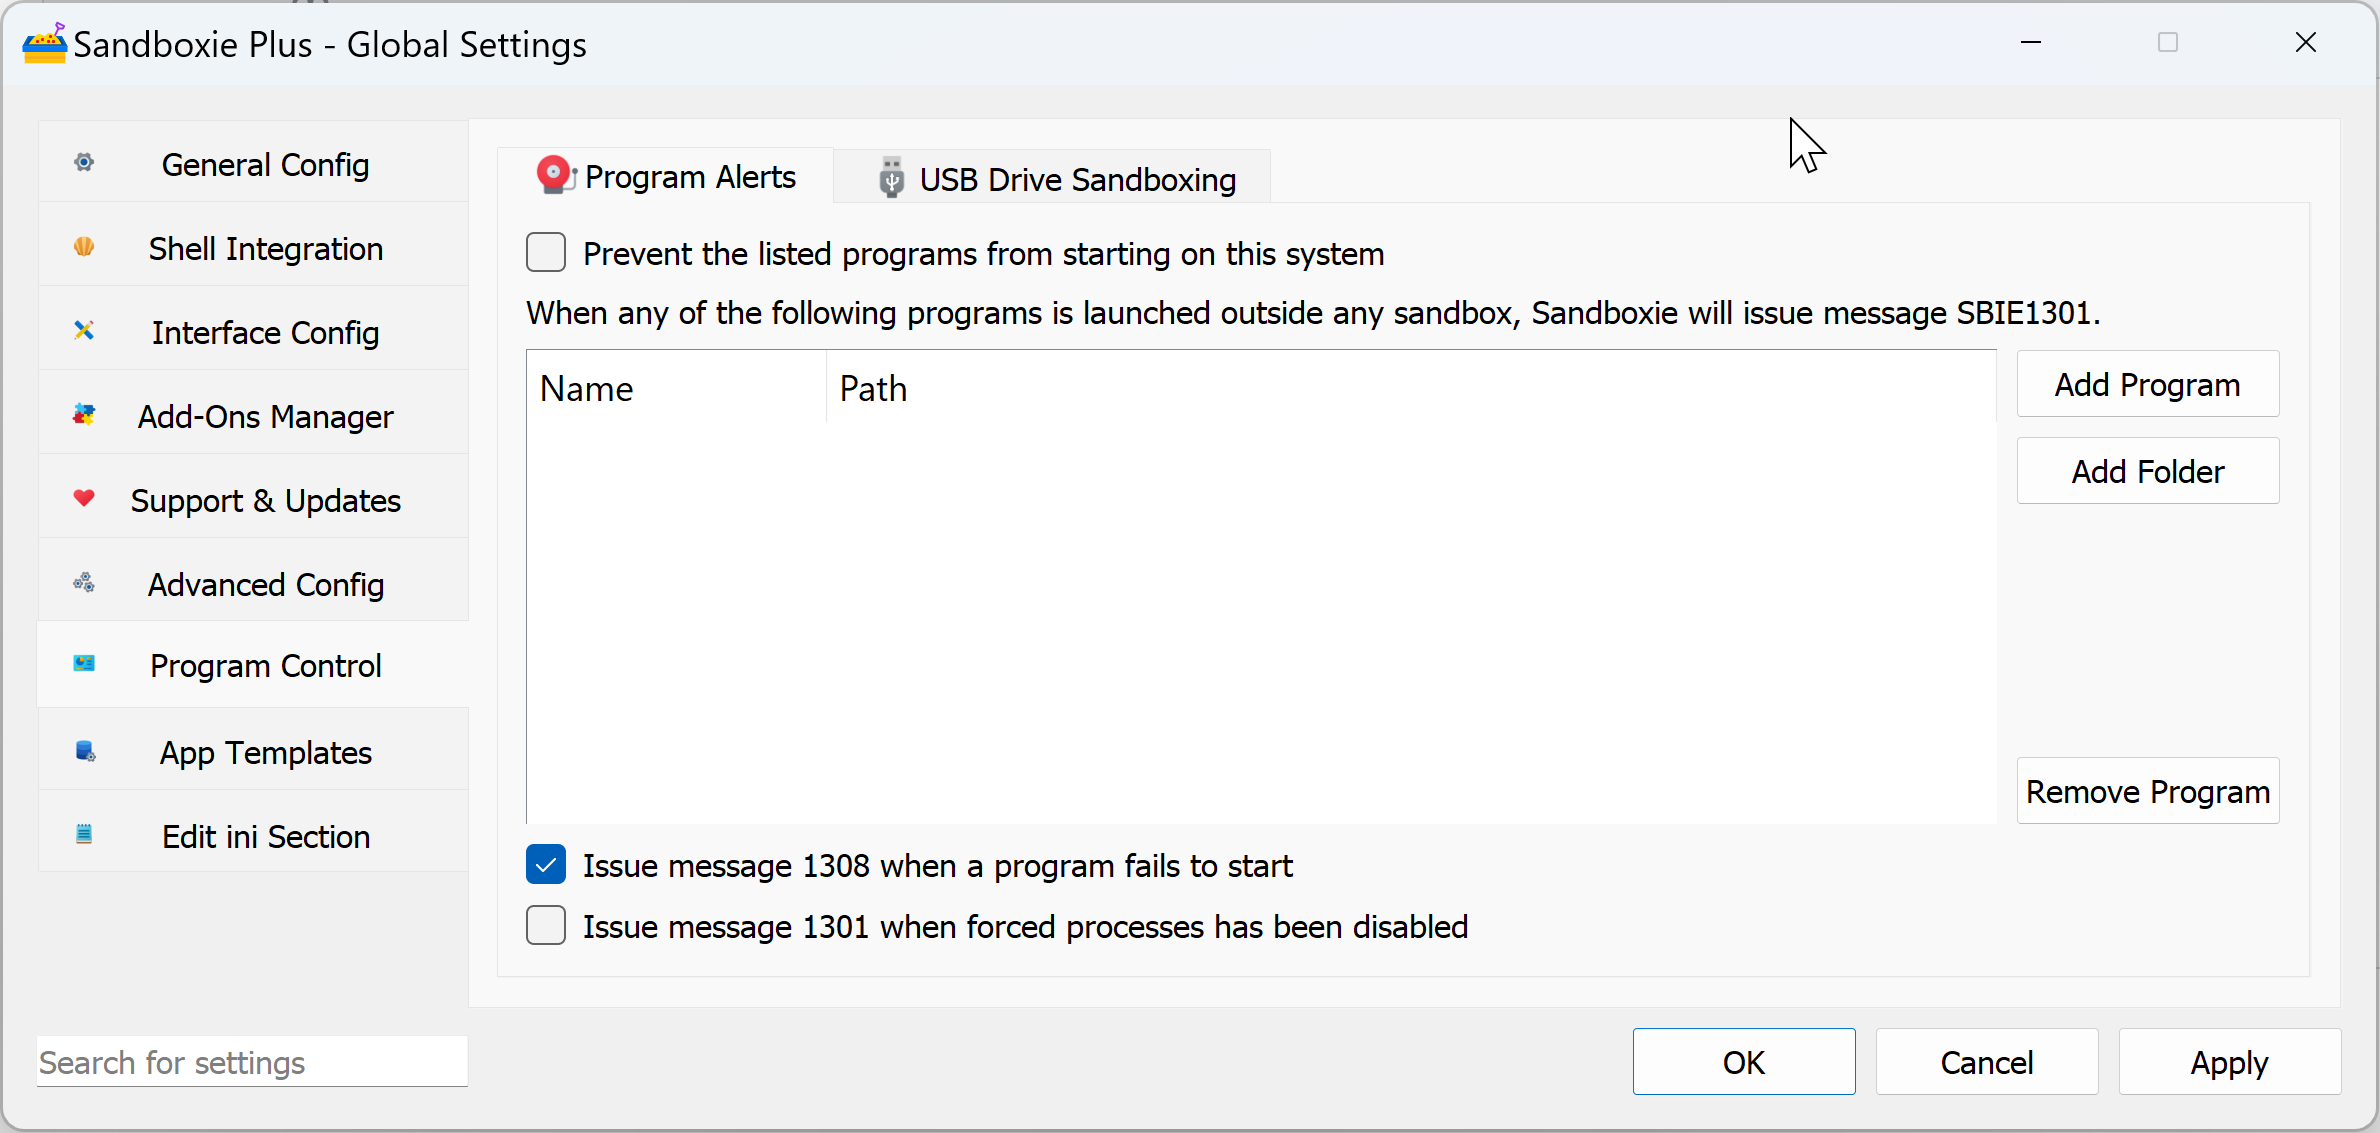 Sandboxie Plus - Global Settings
General Config
Shell Integration
Interface Config
Add-Ons Manager
Support & Updates
Advanced Config
Program Control
App Templates
Edit ini Section
Search for settings
Program Alerts
USB Drive Sandboxing
Prevent the listed programs from starting on this system
When any of the following programs is launched outside any sandbox, Sandboxie will issue message SBIE1301.
Name
Path
Add Program
Add Folder
Remove Program
Issue message 1308 when a program fails to start
Issue message 1301 when forced processes has been disabled
OK
Cancel
Apply